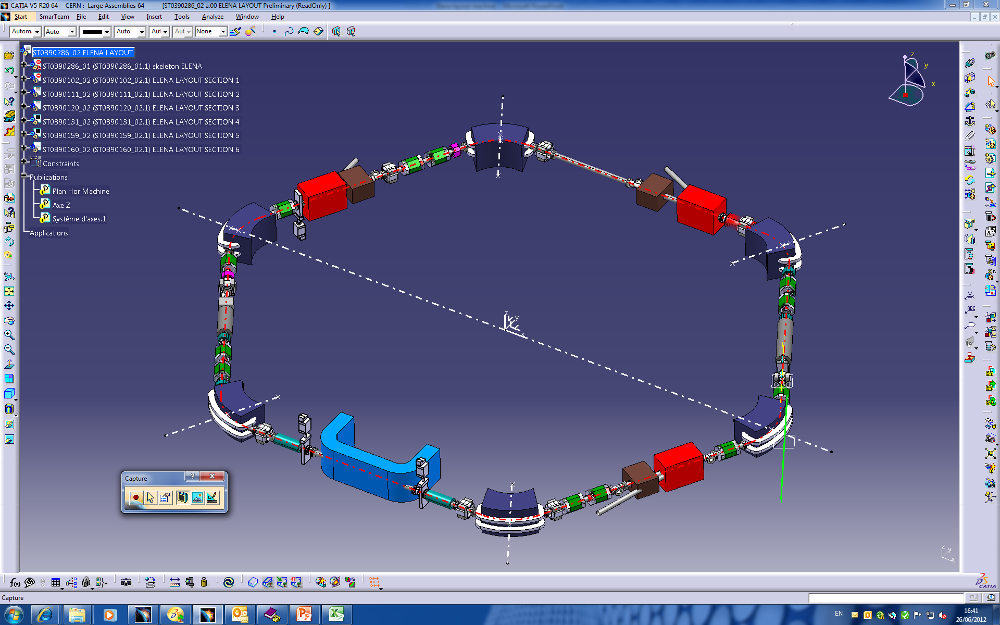 CATIA V5 R20 64 - CERN : Large Assemblies 64 - - - [ST0390286_02 a.00 ELENA LAYOUT Preliminary (ReadOnly) ]
Start SmarTeam File Edit View Insert Tools Analyze Window Help
Autom Auto Auto Aut Aut None
ST0390286_02 ELENA LAYOUT
ST0390286_01 (ST0390286_01.1) skeleton ELENA
ST0390102_02 (ST0390102_02.1) ELENA LAYOUT SECTION 1
ST0390111_02 (ST0390111_02.1) ELENA LAYOUT SECTION 2
ST0390120_02 (ST0390120_02.1) ELENA LAYOUT SECTION 3
ST0390131_02 (ST0390131_02.1) ELENA LAYOUT SECTION 4
ST0390159_02 (ST0390159_02.1) ELENA LAYOUT SECTION 5
ST0390160_02 (ST0390160_02.1) ELENA LAYOUT SECTION 6
Constraints
Publications
Plan Hor Machine
Axe Z
Système d'axes.1
Applications
z
y
x
z
y
x
Capture
z
y
x
ABC
f(x)
CATIA
Capture
EN
16:41
26/06/2012